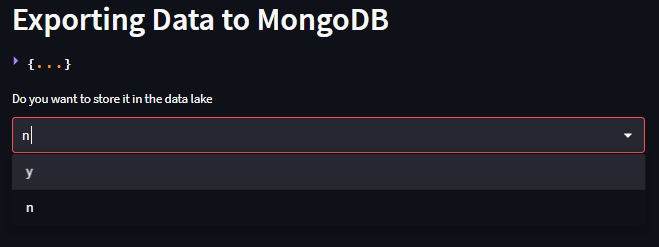 Exporting Data to MongoDB
{...}
Do you want to store it in the data lake
n
y
n